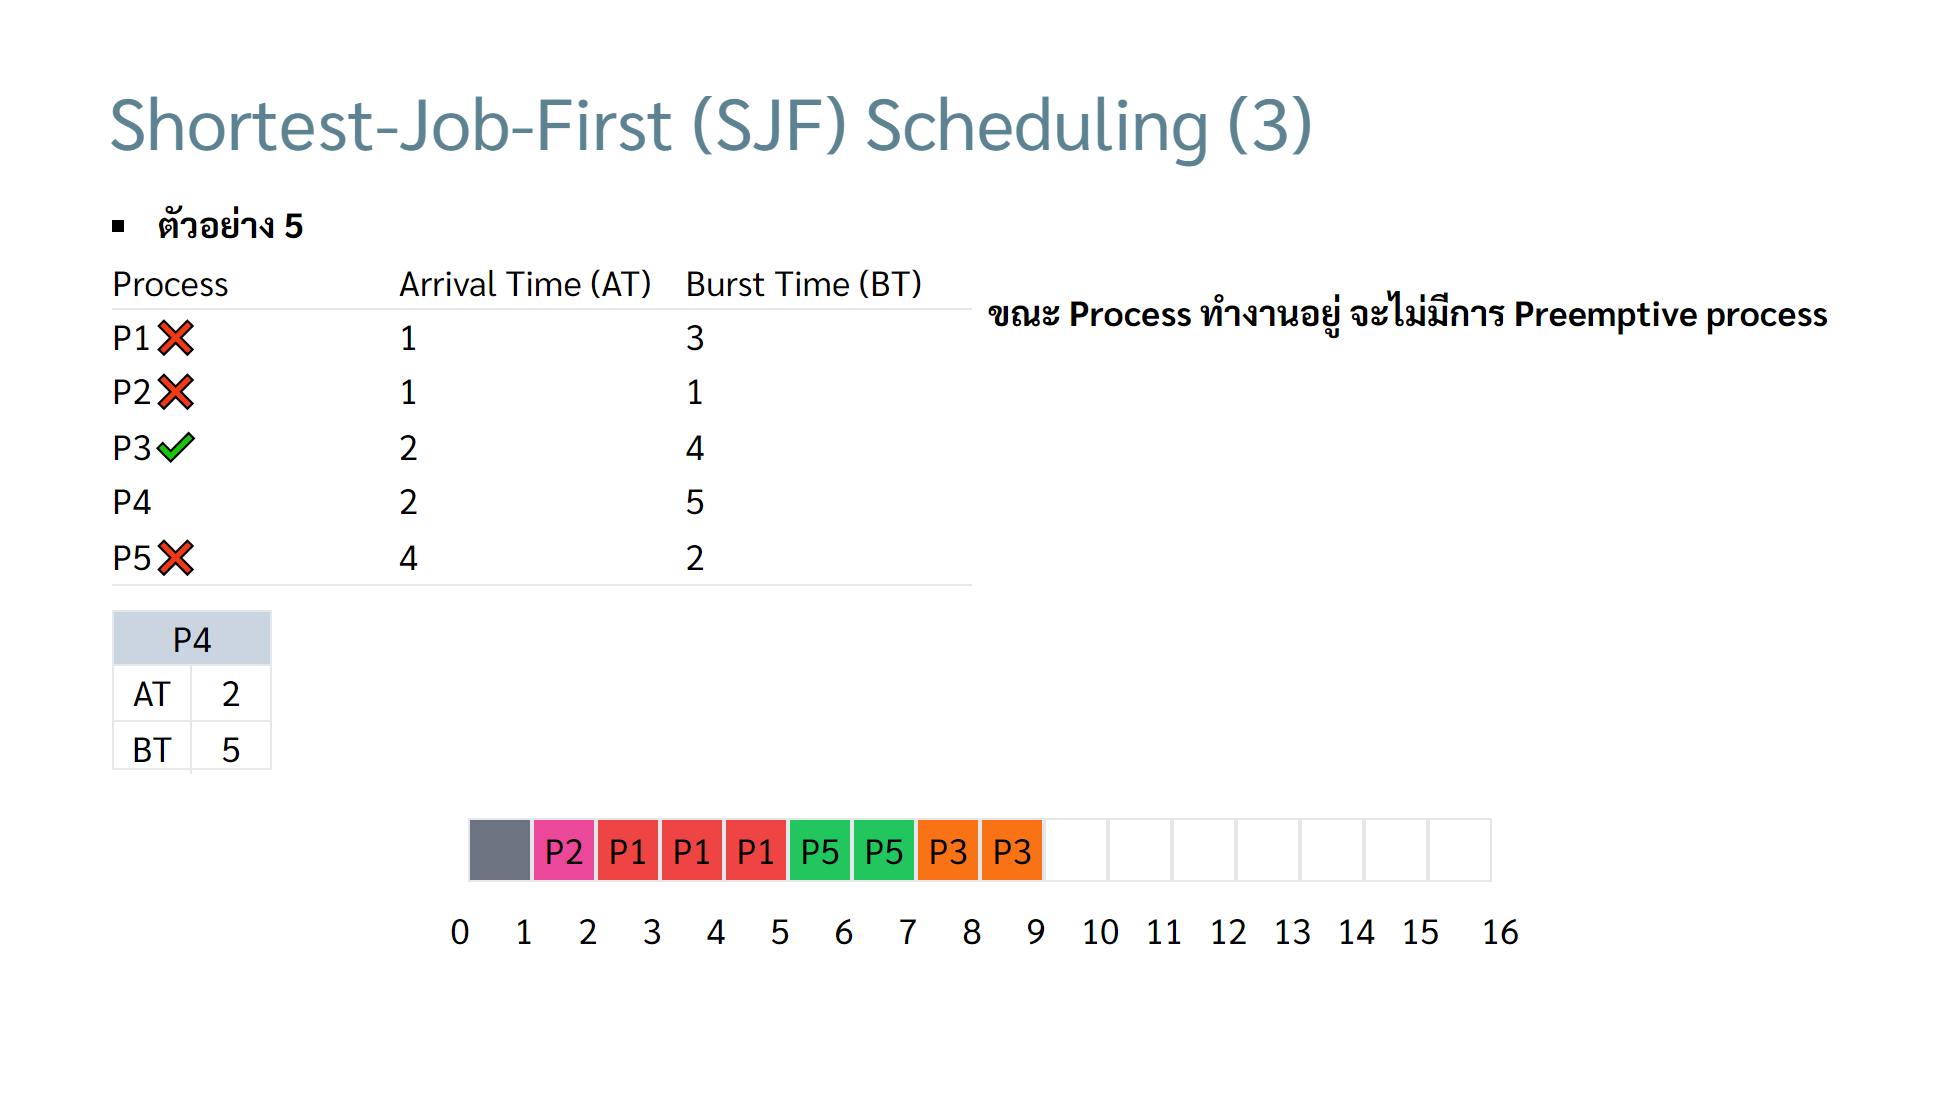 Shortest-Job-First (SJF) Scheduling (3)
ตัวอย่าง 5
Process Arrival Time (AT) Burst Time (BT)
ขณะ Process ทำงานอยู่ จะไม่มีการ Preemptive process
P1 1 3
P2 1 1
P3 2 4
P4 2 5
P5 4 2
P4
AT 2
BT 5
P2 P1 P1 P1 P5 P5 P3 P3
0 1 2 3 4 5 6 7 8 9 10 11 12 13 14 15 16